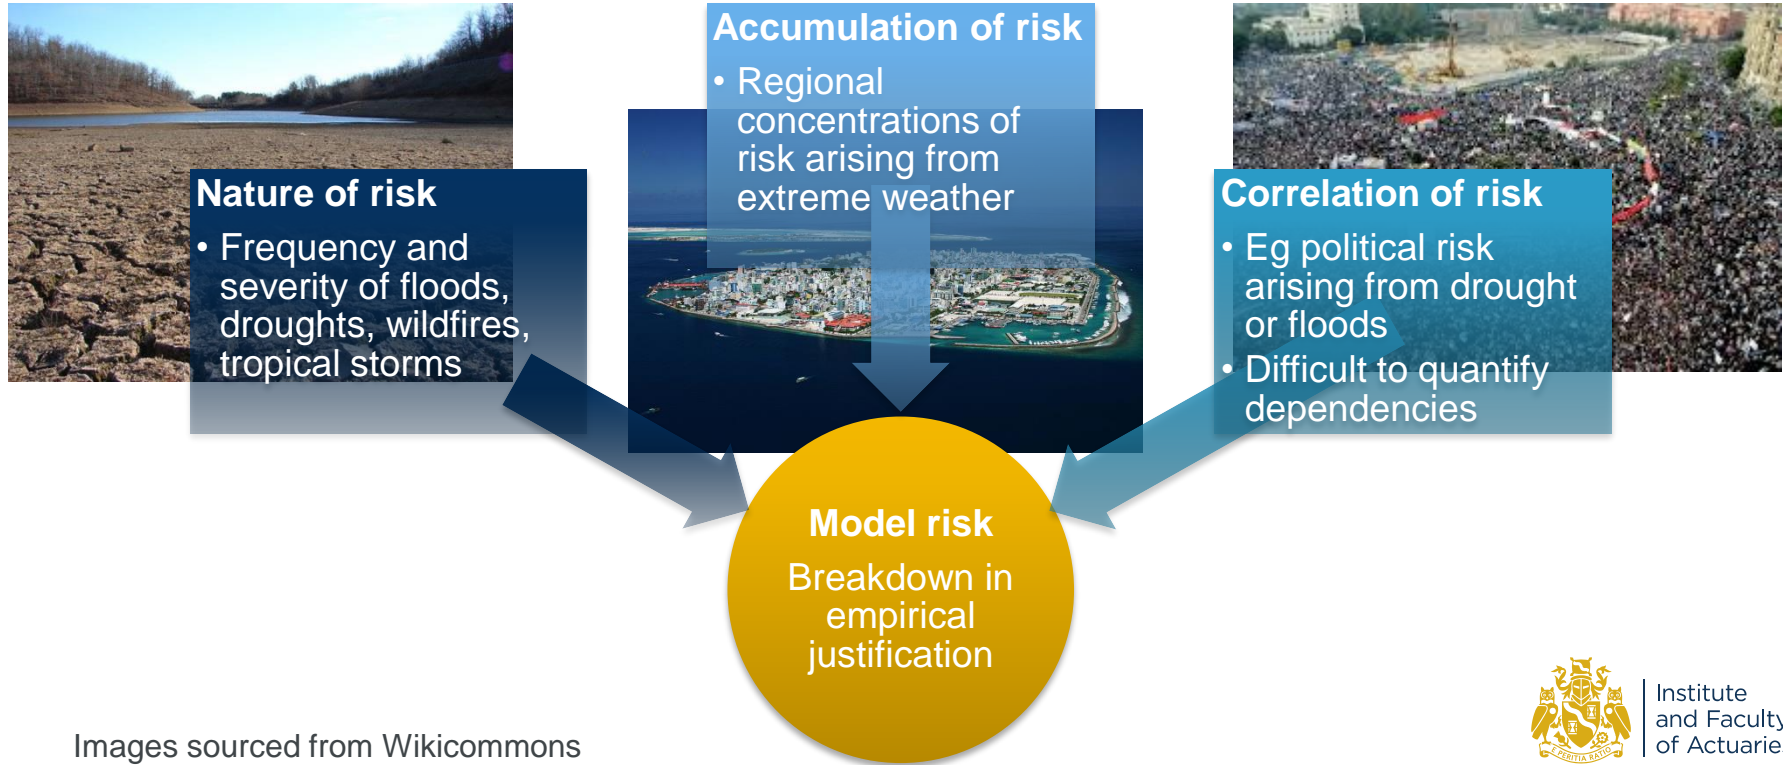 Accumulation of risk
• Regional
concentrations of
risk arising from
extreme weather
Nature of risk
• Frequency and
severity of floods,
droughts, wildfires,
tropical storms
Correlation of risk
• Eg political risk
arising from drought
or floods
• Difficult to quantify
dependencies
Model risk
Breakdown in
empirical
justification
Images sourced from Wikicommons
Institute
and Faculty
of Actuarie
E PERITIA RATIO